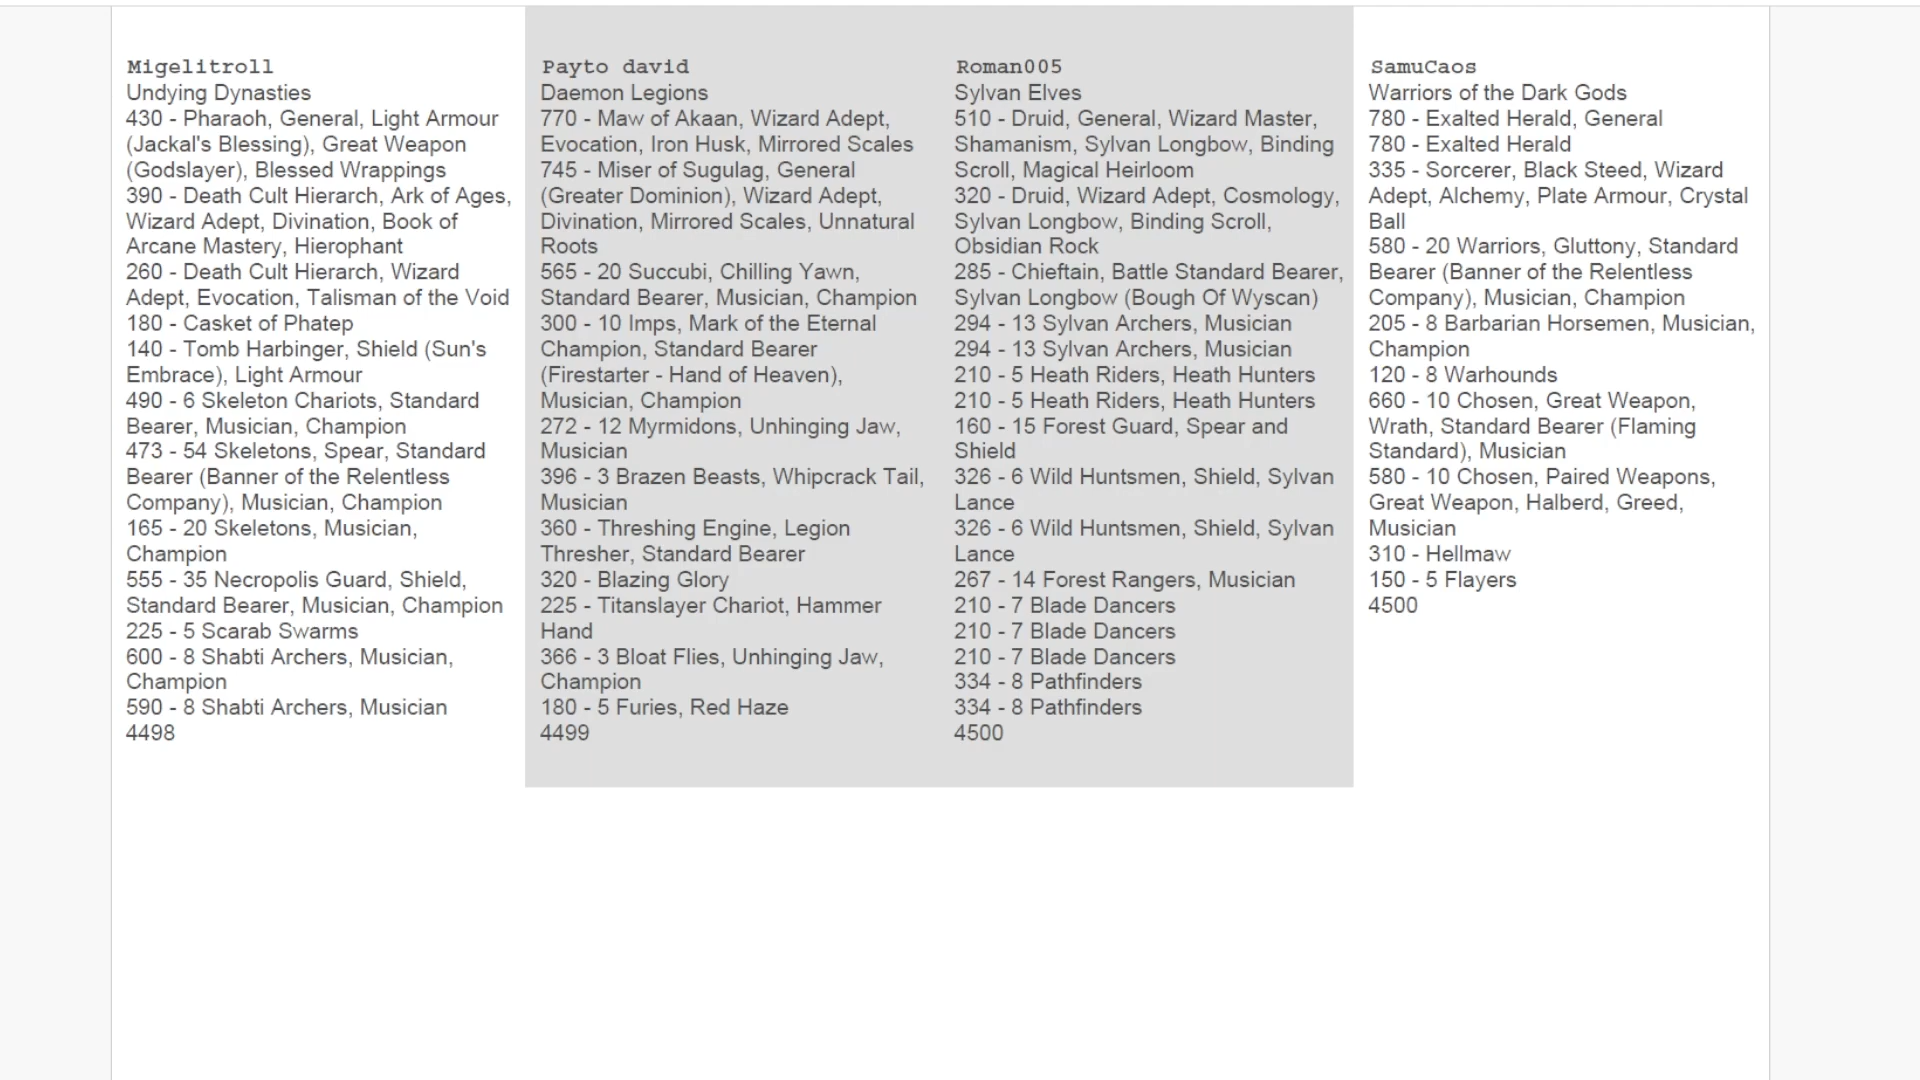 Migelitroll
Undying Dynasties
430 - Pharaoh, General, Light Armour
(Jackal's Blessing), Great Weapon
(Godslayer), Blessed Wrappings
390 - Death Cult Hierarch, Ark of Ages,
Wizard Adept, Divination, Book of
Arcane Mastery, Hierophant
260 - Death Cult Hierarch, Wizard
Adept, Evocation, Talisman of the Void
180 - Casket of Phatep
140 - Tomb Harbinger, Shield (Sun's
Embrace), Light Armour
490 - 6 Skeleton Chariots, Standard
Bearer, Musician, Champion
473 - 54 Skeletons, Spear, Standard
Bearer (Banner of the Relentless
Company), Musician, Champion
165 - 20 Skeletons, Musician,
Champion
555 - 35 Necropolis Guard, Shield,
Standard Bearer, Musician, Champion
225 - 5 Scarab Swarms
600 - 8 Shabti Archers, Musician,
Champion
590 - 8 Shabti Archers, Musician
4498
Payto david
Daemon Legions
770 - Maw of Akaan, Wizard Adept,
Evocation, Iron Husk, Mirrored Scales
745 - Miser of Sugulag, General
(Greater Dominion), Wizard Adept,
Divination, Mirrored Scales, Unnatural
Roots
565 - 20 Succubi, Chilling Yawn,
Standard Bearer, Musician, Champion
300 - 10 Imps, Mark of the Eternal
Champion, Standard Bearer
(Firestarter - Hand of Heaven),
Musician, Champion
272 - 12 Myrmidons, Unhinging Jaw,
Musician
396 - 3 Brazen Beasts, Whipcrack Tail,
Musician
360 - Threshing Engine, Legion
Thresher, Standard Bearer
320 - Blazing Glory
225 - Titanslayer Chariot, Hammer
Hand
366 - 3 Bloat Flies, Unhinging Jaw,
Champion
180 - 5 Furies, Red Haze
4499
Roman005
Sylvan Elves
510 - Druid, General, Wizard Master,
Shamanism, Sylvan Longbow, Binding
Scroll, Magical Heirloom
320 - Druid, Wizard Adept, Cosmology,
Sylvan Longbow, Binding Scroll,
Obsidian Rock
285 - Chieftain, Battle Standard Bearer,
Sylvan Longbow (Bough Of Wyscan)
294 - 13 Sylvan Archers, Musician
294 - 13 Sylvan Archers, Musician
210 - 5 Heath Riders, Heath Hunters
210 - 5 Heath Riders, Heath Hunters
160 - 15 Forest Guard, Spear and
Shield
326 - 6 Wild Huntsmen, Shield, Sylvan
Lance
326 - 6 Wild Huntsmen, Shield, Sylvan
Lance
267 - 14 Forest Rangers, Musician
210 - 7 Blade Dancers
210 - 7 Blade Dancers
210 - 7 Blade Dancers
334 - 8 Pathfinders
334 - 8 Pathfinders
4500
SamuCaos
Warriors of the Dark Gods
780 - Exalted Herald, General
780 - Exalted Herald
335 - Sorcerer, Black Steed, Wizard
Adept, Alchemy, Plate Armour, Crystal
Ball
580 - 20 Warriors, Gluttony, Standard
Bearer (Banner of the Relentless
Company), Musician, Champion
205 - 8 Barbarian Horsemen, Musician,
Champion
120 - 8 Warhounds
660 - 10 Chosen, Great Weapon,
Wrath, Standard Bearer (Flaming
Standard), Musician
580 - 10 Chosen, Paired Weapons,
Great Weapon, Halberd, Greed,
Musician
310 - Hellmaw
150 - 5 Flayers
4500